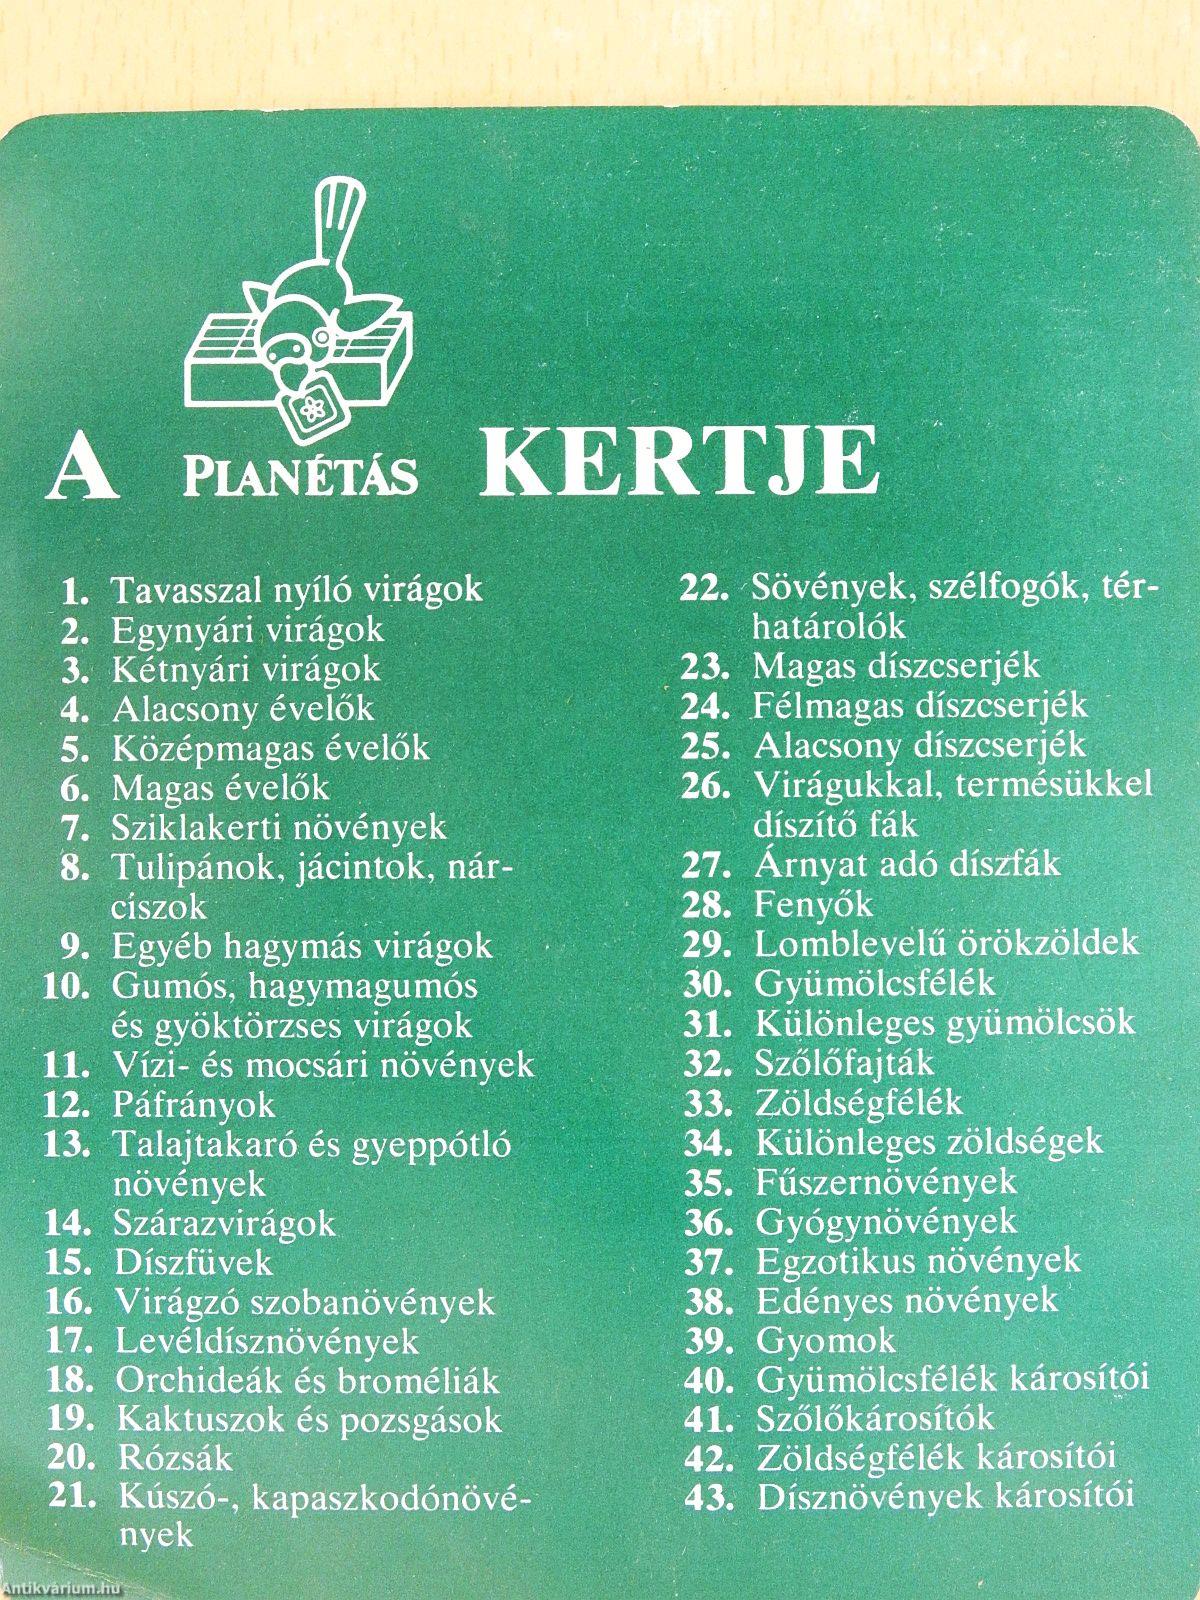 A PLANÉTÁS KERTJE
1. Tavasszal nyíló virágok
2. Egynyári virágok
3. Kétnyári virágok
4. Alacsony évelők
5. Középmagas évelők
6. Magas évelők
7. Sziklakerti növények
8. Tulipánok, jácintok, nár-
ciszok
9. Egyéb hagymás virágok
10. Gumós, hagymagumós
és gyöktörzses virágok
11. Vízi- és mocsári növények
12. Páfrányok
13. Talajtakaró és gyeppótló
növények
14. Szárazvirágok
15. Díszfüvek
16. Virágzó szobanövények
17. Levéldísznövények
18. Orchideák és broméliák
19. Kaktuszok és pozsgások
20. Rózsák
21. Kúszó-, kapaszkodónövé-
nyek
22. Sövények, szélfogók, tér-
határolók
23. Magas díszcserjék
24. Félmagas díszcserjék
25. Alacsony díszcserjék
26. Virágukkal, termésükkel
díszítő fák
27. Árnyat adó díszfák
28. Fenyők
29. Lomblevelű örökzöldek
30. Gyümölcsfélék
31. Különleges gyümölcsök
32. Szőlőfajták
33. Zöldségfélék
34. Különleges zöldségek
35. Fűszernövények
36. Gyógynövények
37. Egzotikus növények
38. Edényes növények
39. Gyomok
40. Gyümölcsfélék károsítói
41. Szőlőkárosítók
42. Zöldségfélék károsítói
43. Dísznövények károsítói
Antikvárium.hu